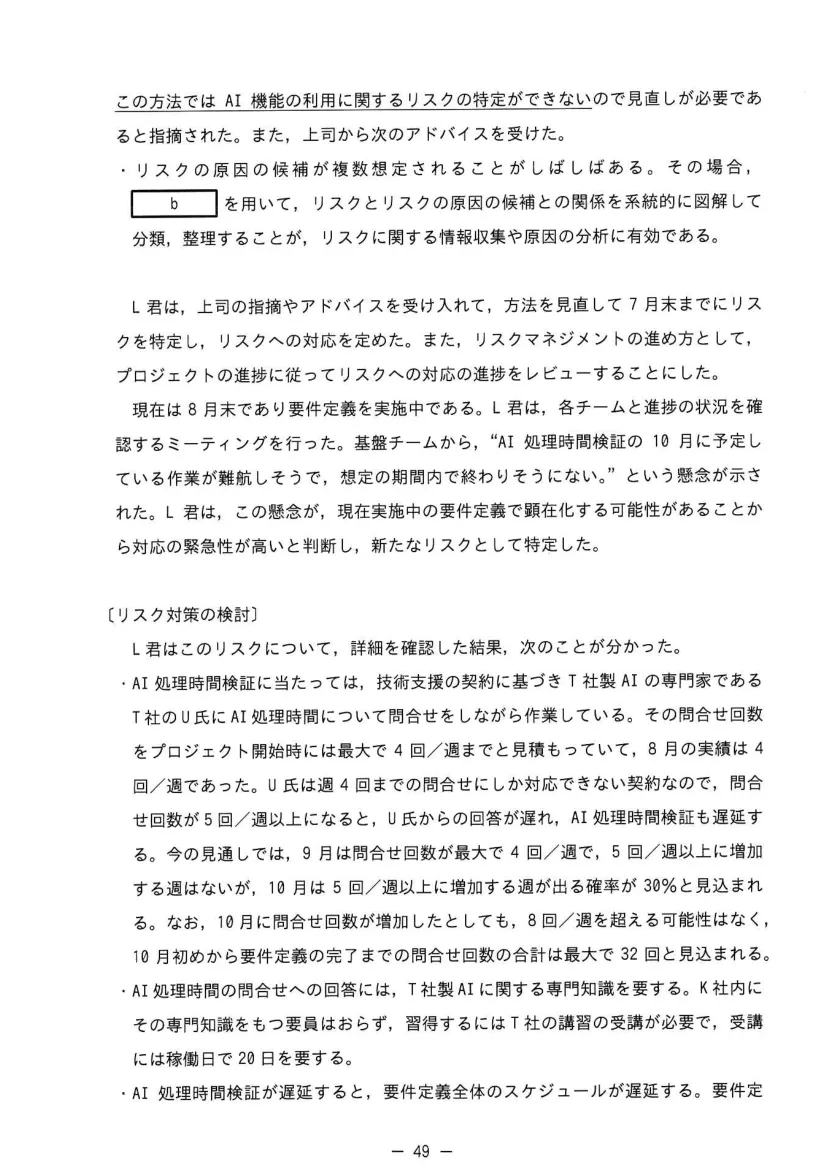 この方法では AI 機能の利用に関するリスクの特定ができないので見直しが必要であ
ると指摘された。また，上司から次のアドバイスを受けた。
・リスクの原因の候補が複数想定されることがしばしばある。その場合，
b を用いて，リスクとリスクの原因の候補との関係を系統的に図解して
分類，整理することが，リスクに関する情報収集や原因の分析に有効である。
L 君は，上司の指摘やアドバイスを受け入れて，方法を見直して 7 月末までにリス
クを特定し，リスクへの対応を定めた。また，リスクマネジメントの進め方として，
プロジェクトの進捗に従ってリスクへの対応の進捗をレビューすることにした。
現在は 8 月末であり要件定義を実施中である。L 君は，各チームと進捗の状況を確
認するミーティングを行った。基盤チームから，“AI 処理時間検証の 10 月に予定し
ている作業が難航しそうで，想定の期間内で終わりそうにない。”という懸念が示さ
れた。L 君は，この懸念が，現在実施中の要件定義で顕在化する可能性があることか
ら対応の緊急性が高いと判断し，新たなリスクとして特定した。
〔リスク対策の検討〕
L 君はこのリスクについて，詳細を確認した結果，次のことが分かった。
・AI 処理時間検証に当たっては，技術支援の契約に基づき T 社製 AI の専門家である
T 社の U 氏に AI 処理時間について問合せをしながら作業している。その問合せ回数
をプロジェクト開始時には最大で 4 回／週までと見積もっていて，8 月の実績は 4
回／週であった。U 氏は週 4 回までの問合せにしか対応できない契約なので，問合
せ回数が 5 回／週以上になると，U 氏からの回答が遅れ，AI 処理時間検証も遅延す
る。今の見通しでは，9 月は問合せ回数が最大で 4 回／週で，5 回／週以上に増加
する週はないが，10 月は 5 回／週以上に増加する週が出る確率が 30%と見込まれ
る。なお，10 月に問合せ回数が増加したとしても，8 回／週を超える可能性はなく，
10 月初めから要件定義の完了までの問合せ回数の合計は最大で 32 回と見込まれる。
・AI 処理時間の問合せへの回答には，T 社製 AI に関する専門知識を要する。K 社内に
その専門知識をもつ要員はおらず，習得するには T 社の講習の受講が必要で，受講
には稼働日で 20 日を要する。
・AI 処理時間検証が遅延すると，要件定義全体のスケジュールが遅延する。要件定
― 49 ―